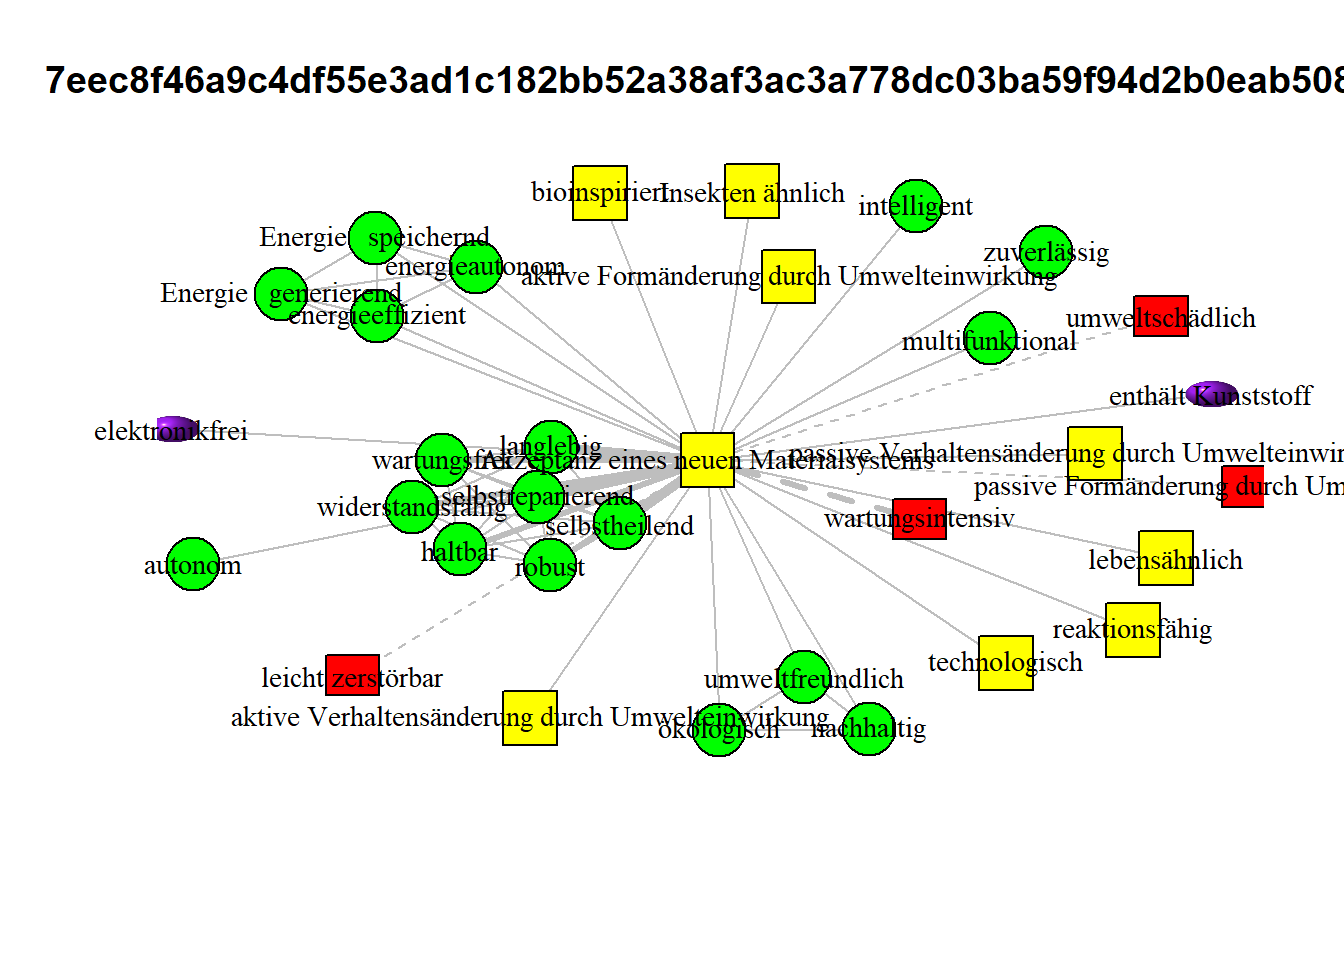 7eec8f46a9c4df55e3ad1c182bb52a38af3ac3a778dc03ba59f94d2b0eab508
bioinspiriert
Insekten ähnlich
intelligent
Energie speichernd
zuverlässig
energieautonom
aktive Formänderung durch Umwelteinwirkung
Energie generierend
energieeffizient
umweltschädlich
multifunktional
enthält Kunststoff
elektronikfrei
langlebig
wartungsfrei
Akzeptanz eines neuen Materialsystems
passive Verhaltensänderung durch Umwelteinwir
passive Formänderung durch Um
selbstreparierend
widerstandsfähig
wartungsintensiv
selbstheilend
haltbar
lebensähnlich
autonom
robust
reaktionsfähig
technologisch
leicht zerstörbar
umweltfreundlich
aktive Verhaltensänderung durch Umwelteinwirkung
ökologisch
nachhaltig